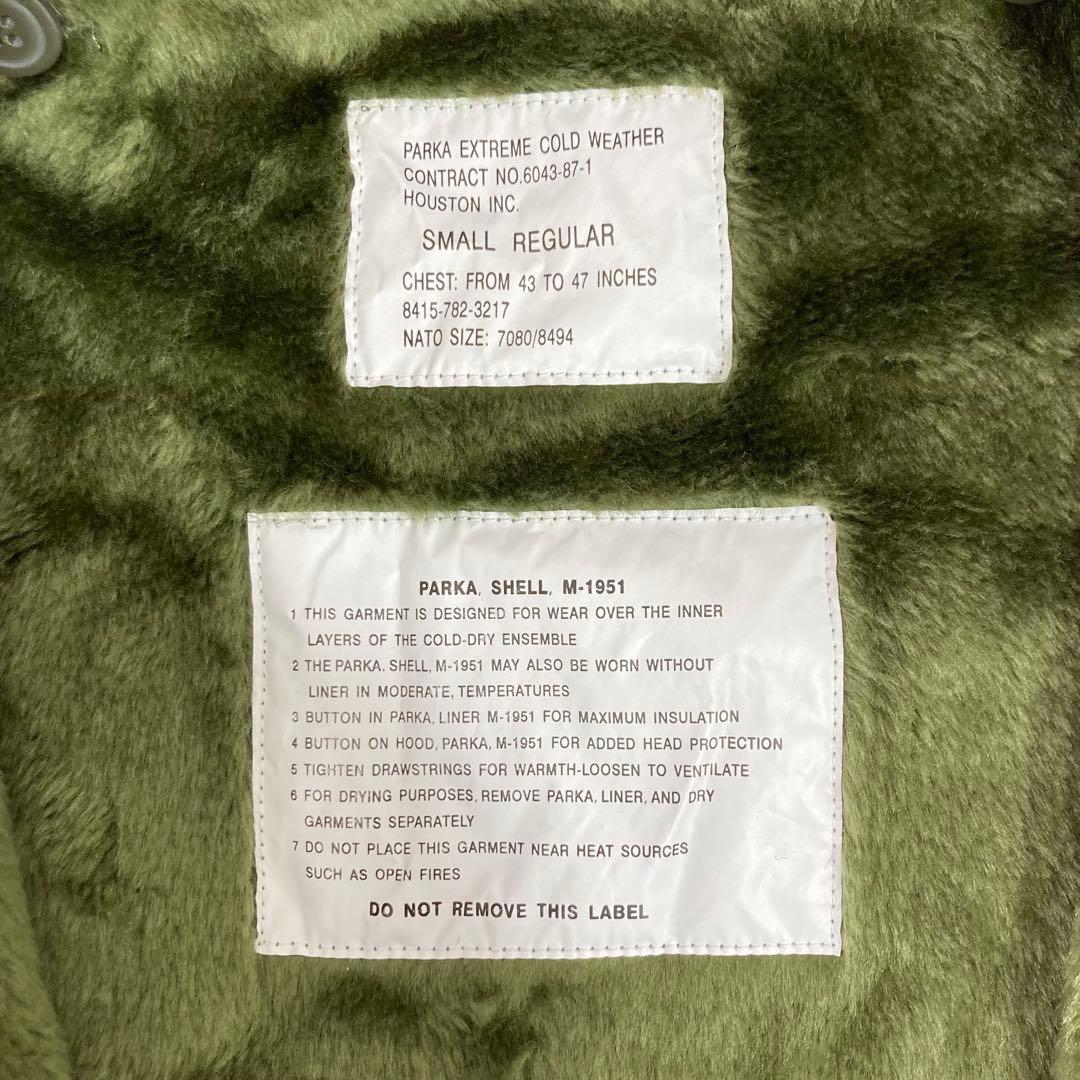 PARKA EXTREME COLD WEATHER
CONTRACT NO.6043-87-1
HOUSTON INC.
SMALL REGULAR
CHEST: FROM 43 TO 47 INCHES
8415-782-3217
NATO SIZE: 7080/8494
PARKA, SHELL, M-1951
1 THIS GARMENT IS DESIGNED FOR WEAR OVER THE INNER
LAYERS OF THE COLD-DRY ENSEMBLE
2 THE PARKA. SHELL, M-1951 MAY ALSO BE WORN WITHOUT
LINER IN MODERATE, TEMPERATURES
3 BUTTON IN PARKA, LINER M-1951 FOR MAXIMUM INSULATION
4 BUTTON ON HOOD, PARKA, M-1951 FOR ADDED HEAD PROTECTION
5 TIGHTEN DRAWSTRINGS FOR WARMTH-LOOSEN TO VENTILATE
6 FOR DRYING PURPOSES, REMOVE PARKA, LINER, AND DRY
GARMENTS SEPARATELY
7 DO NOT PLACE THIS GARMENT NEAR HEAT SOURCES
SUCH AS OPEN FIRES
DO NOT REMOVE THIS LABEL